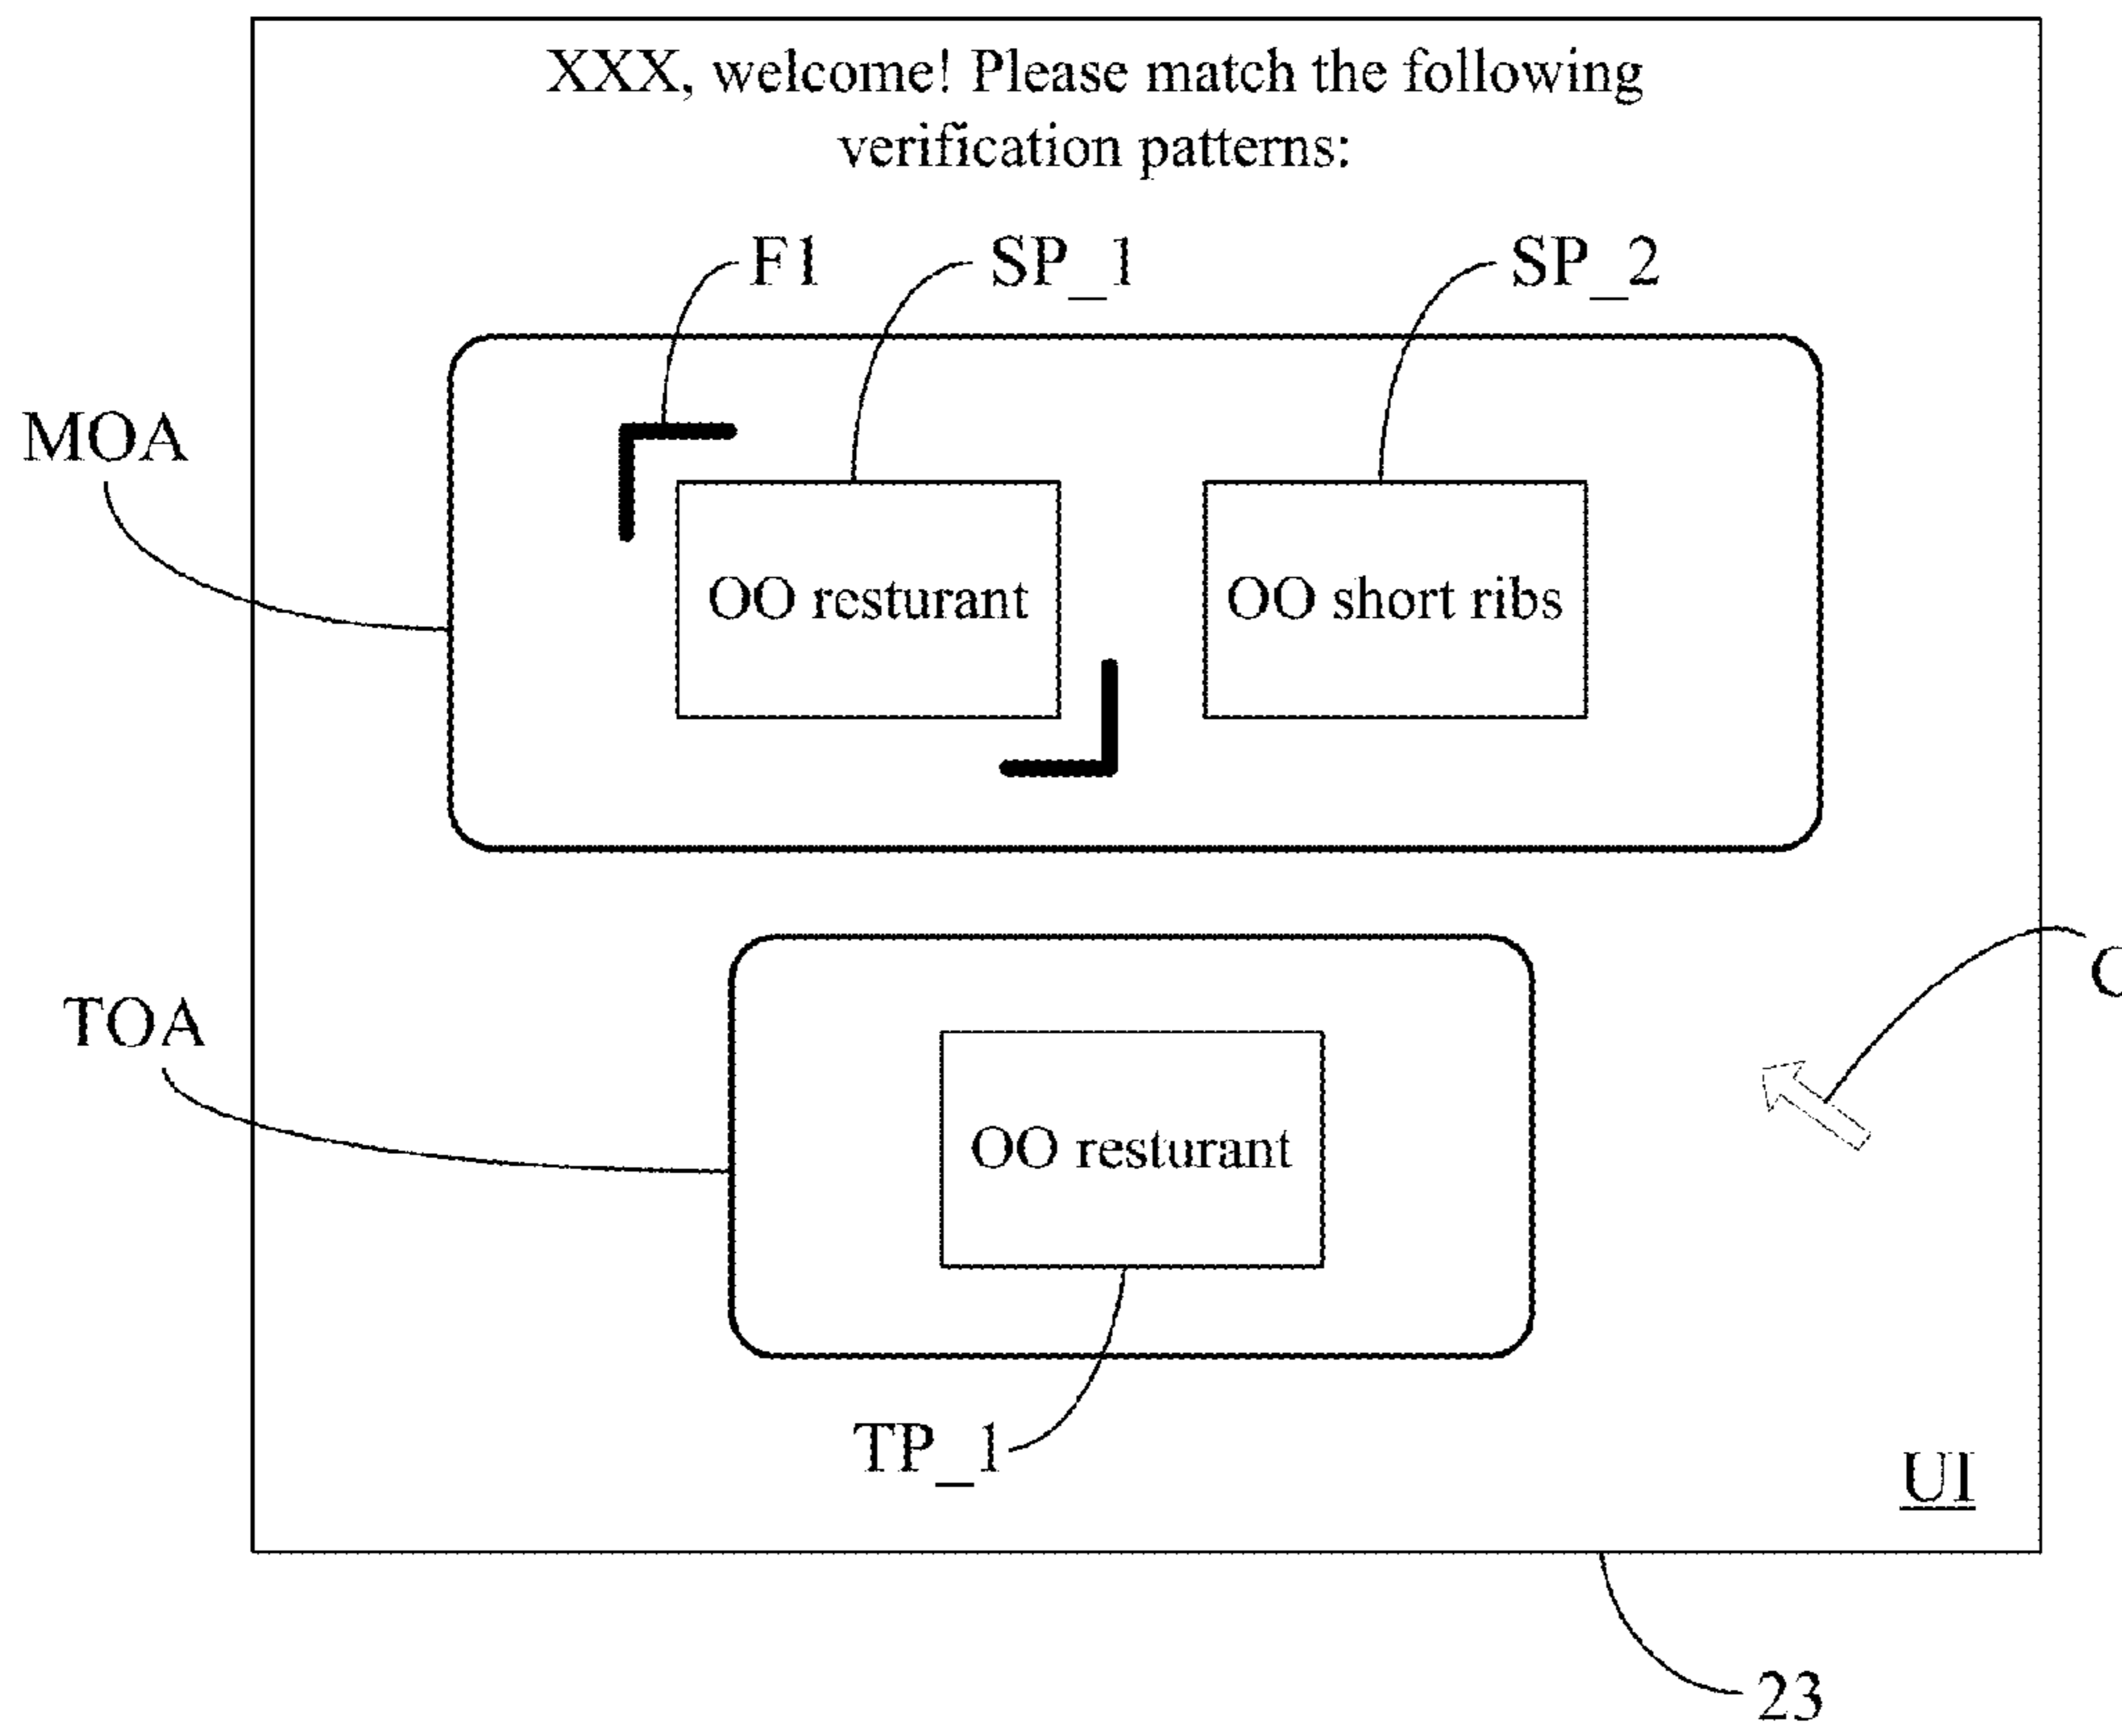 XXX, welcome! Please match the following
verification patterns:
F1 SP_1 SP_2
MOA
OO resturant OO short ribs
TOA
OO resturant
TP_1
UI
23